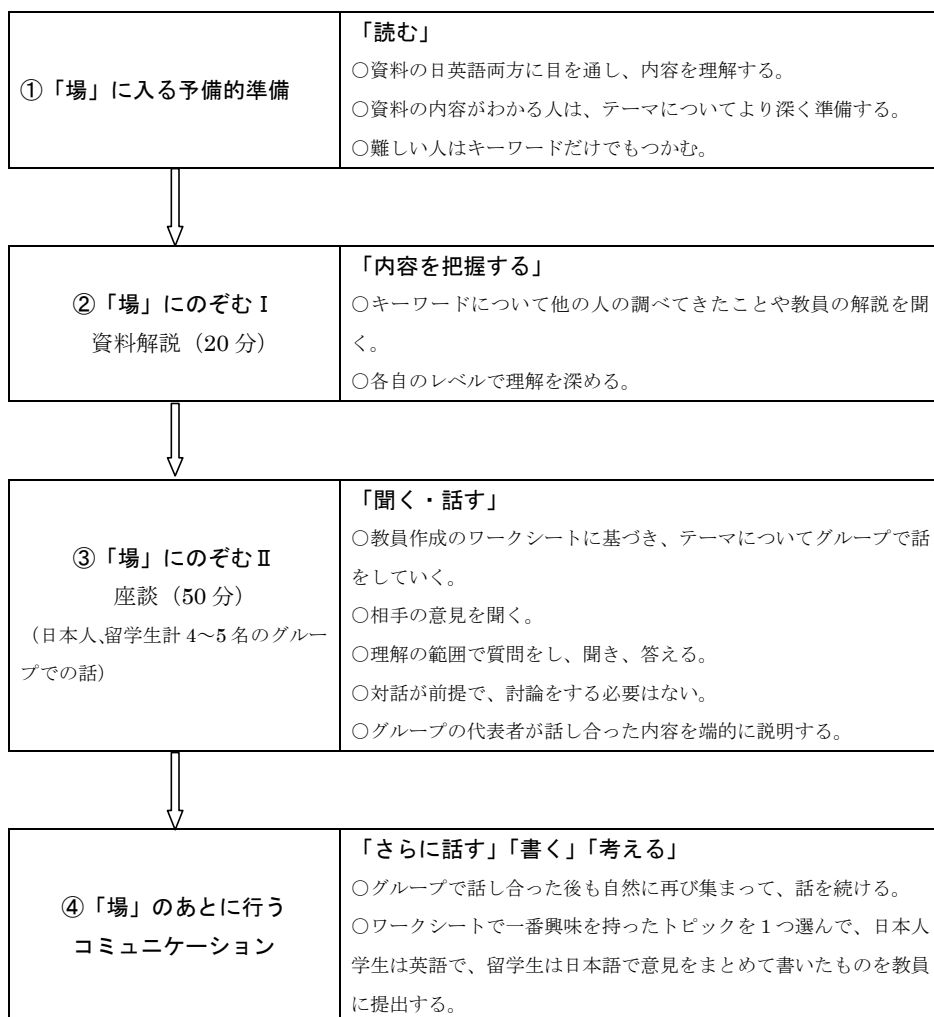 ①「場」に入る予備的準備
「読む」
○資料の日英語両方に目を通し、内容を理解する。
○資料の内容がわかる人は、テーマについてより深く準備する。
○難しい人はキーワードだけでもつかむ。
②「場」にのぞむⅠ
資料解説（20 分）
「内容を把握する」
○キーワードについて他の人の調べてきたことや教員の解説を聞
く。
○各自のレベルで理解を深める。
③「場」にのぞむⅡ
座談（50 分）
（日本人、留学生計 4～5 名のグルー
プでの話）
「聞く・話す」
○教員作成のワークシートに基づき、テーマについてグループで話
をしていく。
○相手の意見を聞く。
○理解の範囲で質問をし、聞き、答える。
○対話が前提で、討論をする必要はない。
○グループの代表者が話し合った内容を端的に説明する。
④「場」のあとに行う
コミュニケーション
「さらに話す」「書く」「考える」
○グループで話し合った後も自然に再び集まって、話を続ける。
○ワークシートで一番興味を持ったトピックを 1 つ選んで、日本人
学生は英語で、留学生は日本語で意見をまとめて書いたものを教員
に提出する。